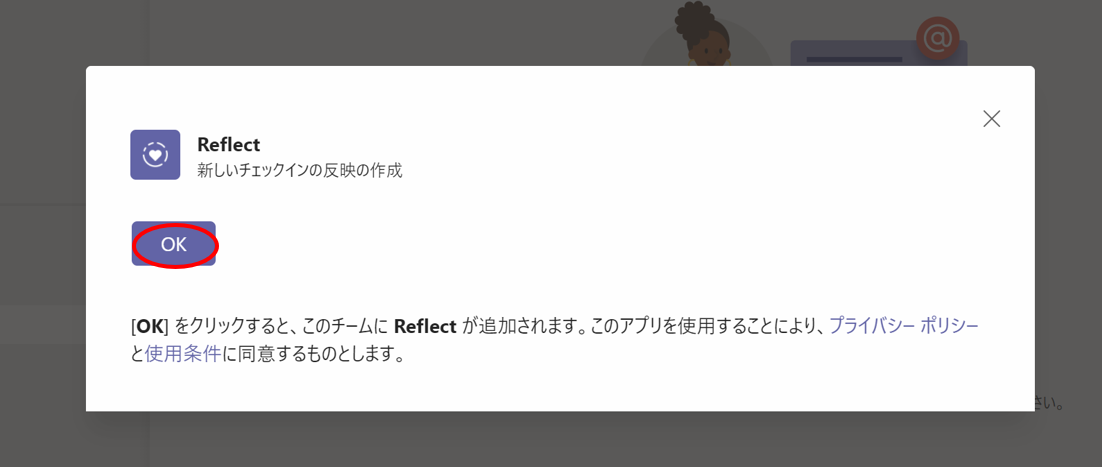 @
Reflect
新しいチェックインの反映の作成
OK
[OK] をクリックすると、このチームに Reflect が追加されます。このアプリを使用することにより、プライバシー ポリシー
と使用条件に同意するものとします。
さい。